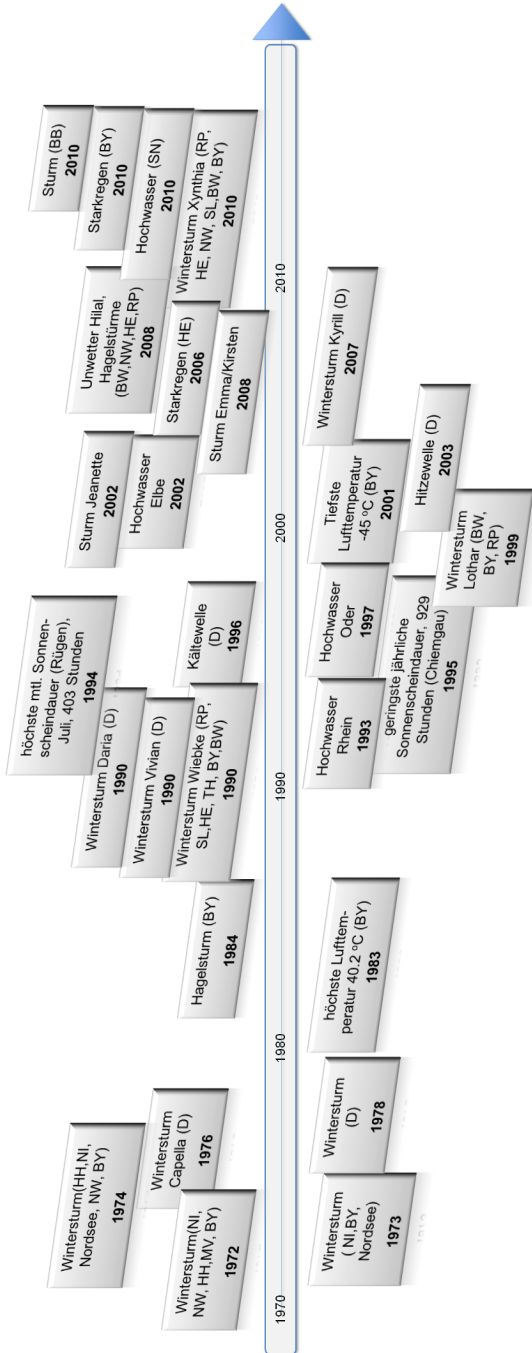 Wintersturm(HH,NI,
Nordsee, NW, BY)
1974
Wintersturm
Capella (D)
1976
Wintersturm(NI,
NW, HH,MV, BY)
1972
höchste mtl. Sonnen-
scheindauer (Rügen),
Juli, 403 Stunden
1994
Wintersturm Daria (D)
1990
Wintersturm Vivian (D)
1990
Wintersturm Wiebke (RP,
SL,HE, TH, BY,BW)
1990
Hagelsturm (BY)
1984
Kältewelle
(D)
1996
Sturm Jeanette
2002
Hochwasser
Elbe
2002
Unwetter Hilal,
Hagelstürme
(BW,NW,HE,RP)
2008
Starkregen (HE)
2006
Sturm Emma/Kirsten
2008
Sturm (BB)
2010
Starkregen (BY)
2010
Hochwasser (SN)
2010
Wintersturm Xynthia (RP,
HE, NW, SL,BW, BY)
2010
1970
1980
1990
2000
2010
Wintersturm
( NI,BY,
Nordsee)
1973
Wintersturm
(D)
1978
höchste Lufttem-
peratur 40.2 °C (BY)
1983
Hochwasser
Rhein
1993
Hochwasser
Oder
1997
geringste jährliche
Sonnenscheindauer, 929
Stunden (Chiemgau)
1995
Tiefste
Lufttemperatur
-45 °C (BY)
2001
Wintersturm
Lothar (BW,
BY, RP)
1999
Hitzewelle (D)
2003
Wintersturm Kyrill (D)
2007